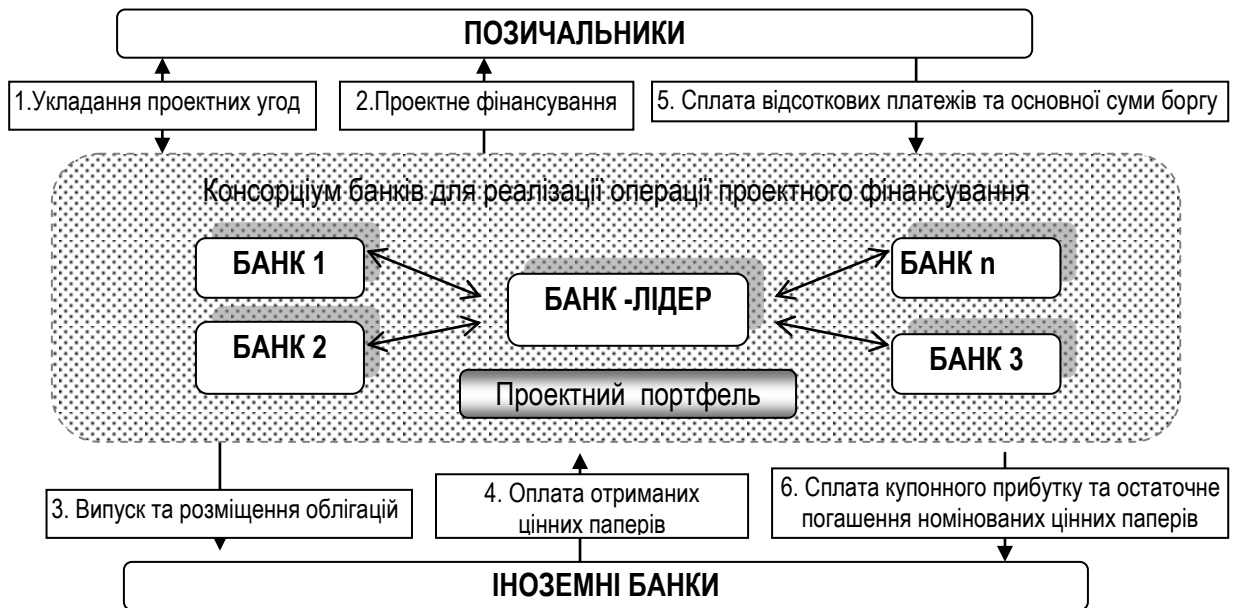 ПОЗИЧАЛЬНИКИ
1.Укладання проектних угод
2.Проектне фінансування
5. Сплата відсоткових платежів та основної суми боргу
Консорціум банків для реалізації операції проектного фінансування
БАНК 1
БАНК n
БАНК -ЛІДЕР
БАНК 2
БАНК 3
Проектний портфель
3. Випуск та розміщення облігацій
4. Оплата отриманих
цінних паперів
6. Сплата купонного прибутку та остаточне
погашення номінованих цінних паперів
ІНОЗЕМНІ БАНКИ